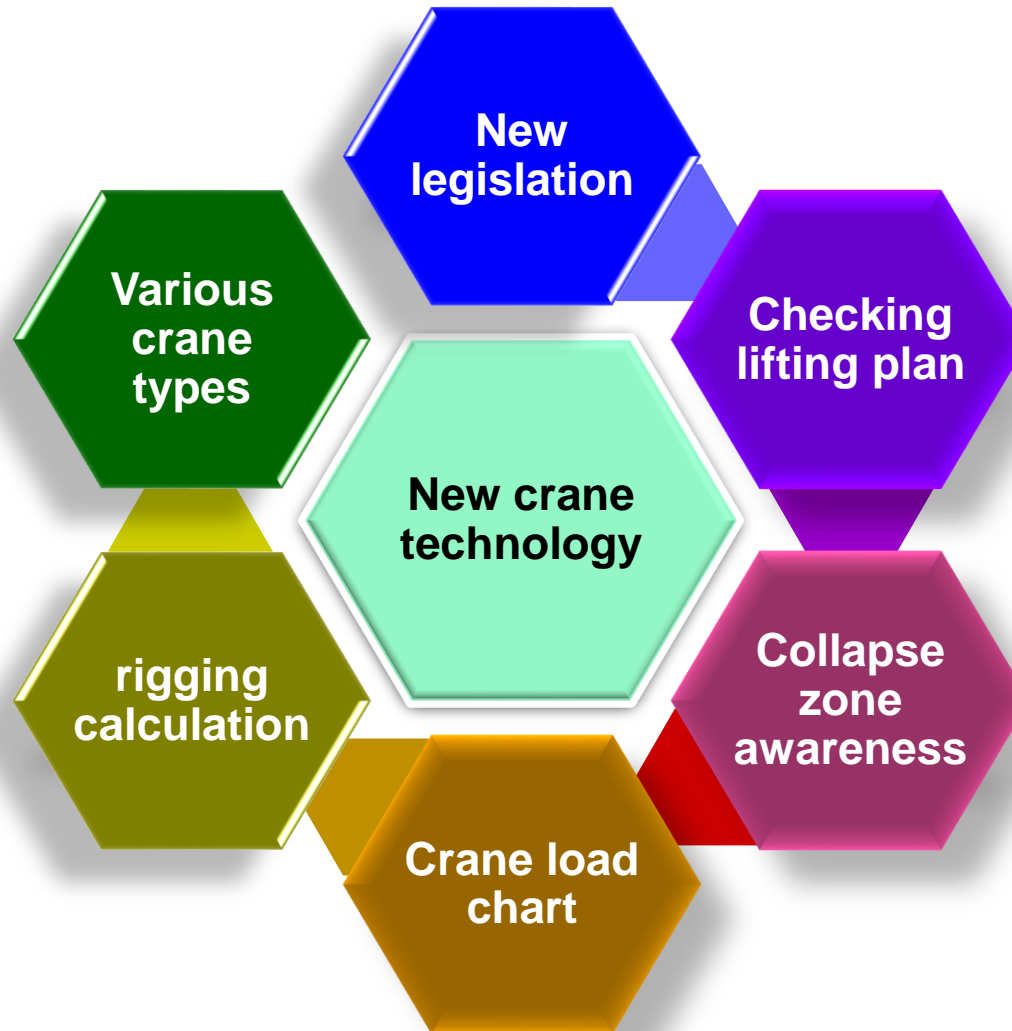 New
legislation
Checking
lifting plan
Collapse
zone
awareness
Crane load
chart
rigging
calculation
Various
crane
types
New crane
technology